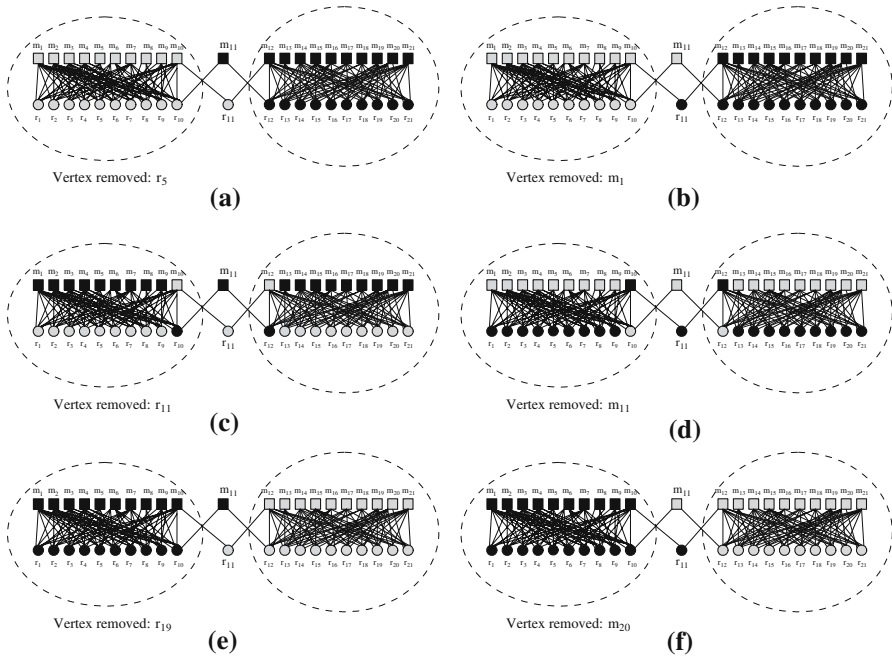 m11 m11
m1 m2 m3 m4 m5 m6 m7 m8 m9 m10 m12 m13 m14 m15 m16 m17 m18 m19 m20 m21 m1 m2 m3 m4 m5 m6 m7 m8 m9 m10 m12 m13 m14 m15 m16 m17 m18 m19 m20 m21
r1 r2 r3 r4 r5 r6 r7 r8 r9 r10 r11 r12 r13 r14 r15 r16 r17 r18 r19 r20 r21 r1 r2 r3 r4 r5 r6 r7 r8 r9 r10 r11 r12 r13 r14 r15 r16 r17 r18 r19 r20 r21
Vertex removed: r5 Vertex removed: m1
(a) (b)
m11 m11
m1 m2 m3 m4 m5 m6 m7 m8 m9 m10 m12 m13 m14 m15 m16 m17 m18 m19 m20 m21 m1 m2 m3 m4 m5 m6 m7 m8 m9 m10 m12 m13 m14 m15 m16 m17 m18 m19 m20 m21
r1 r2 r3 r4 r5 r6 r7 r8 r9 r10 r11 r12 r13 r14 r15 r16 r17 r18 r19 r20 r21 r1 r2 r3 r4 r5 r6 r7 r8 r9 r10 r11 r12 r13 r14 r15 r16 r17 r18 r19 r20 r21
Vertex removed: r11 Vertex removed: m11
(c) (d)
m11 m11
m1 m2 m3 m4 m5 m6 m7 m8 m9 m10 m12 m13 m14 m15 m16 m17 m18 m19 m20 m21 m1 m2 m3 m4 m5 m6 m7 m8 m9 m10 m12 m13 m14 m15 m16 m17 m18 m19 m20 m21
r1 r2 r3 r4 r5 r6 r7 r8 r9 r10 r11 r12 r13 r14 r15 r16 r17 r18 r19 r20 r21 r1 r2 r3 r4 r5 r6 r7 r8 r9 r10 r11 r12 r13 r14 r15 r16 r17 r18 r19 r20 r21
Vertex removed: r19 Vertex removed: m20
(e) (f)